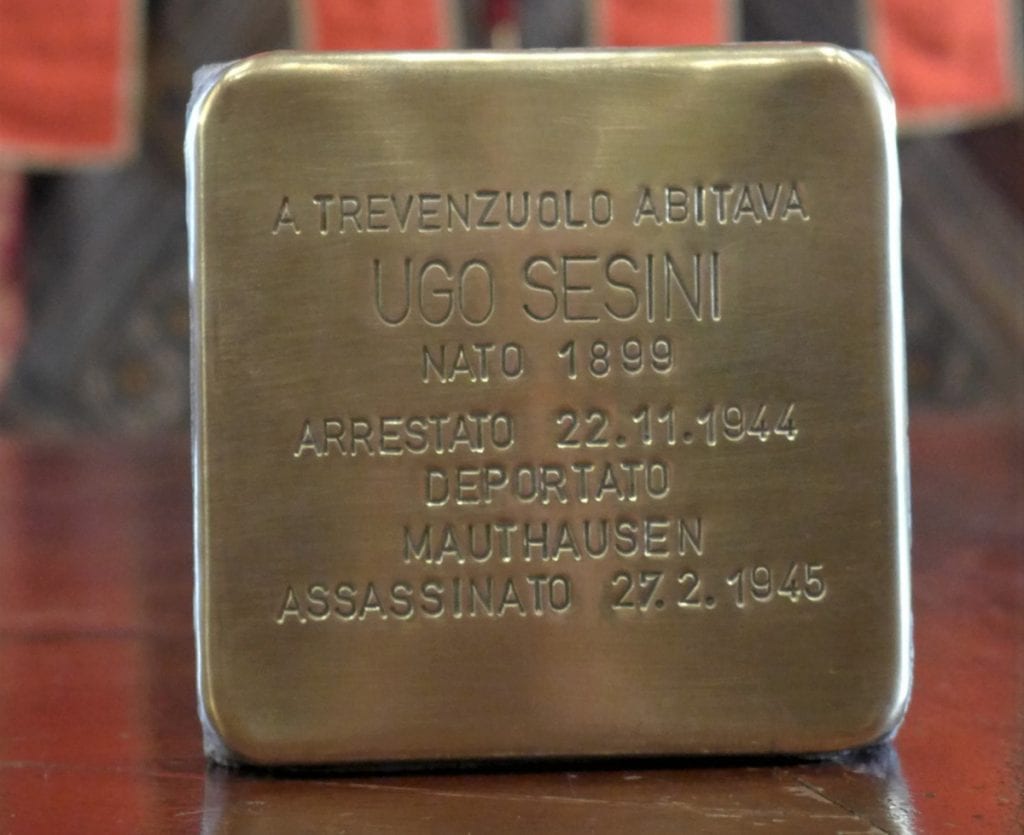 A TREVENZUOLO ABITAVA
UGO SESINI
NATO 1899
ARRESTATO 22.11.1944
DEPORTATO
MAUTHAUSEN
ASSASSINATO 27.2.1945